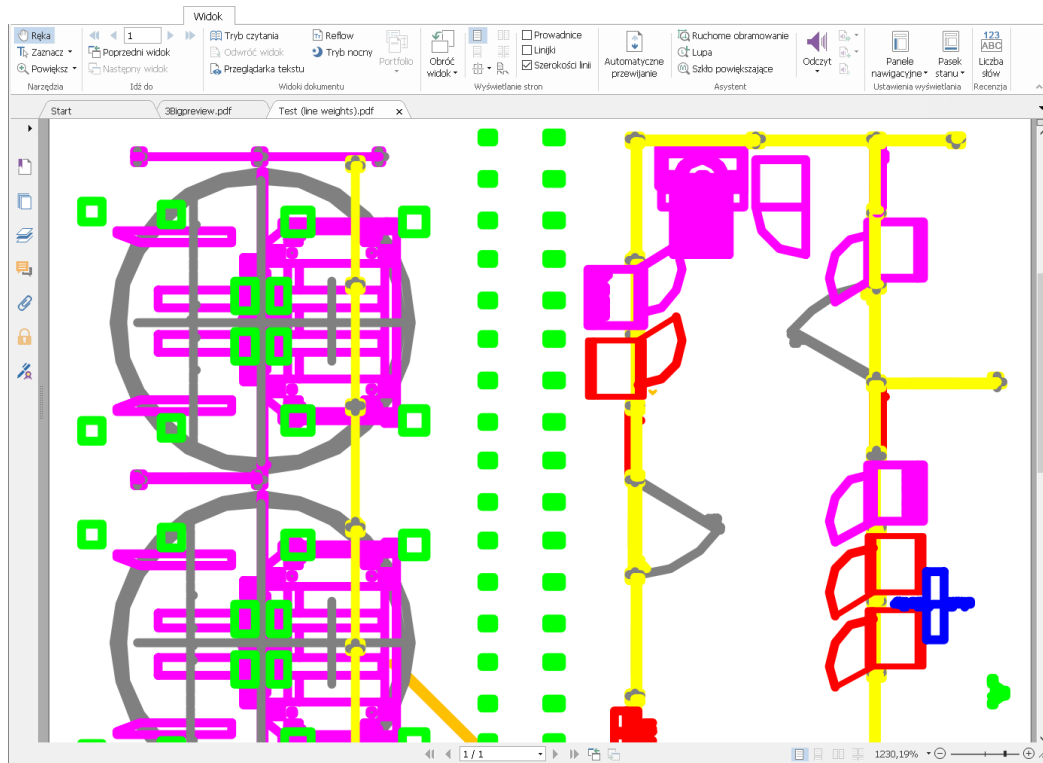 Widok
Ręka
Zaznacz
Powiększ
Narzędzia
1
Poprzedni widok
Następny widok
Idź do
Tryb czytania
Odwróć widok
Przeglądarka tekstu
Reflow
Tryb nocny
Portfolio
Widoki dokumentu
Obróć widok
Prowadnice
Linijki
Szerokości linii
Wyświetlanie stron
Automatyczne przewijanie
Ruchome obramowanie
Lupa
Szkło powiększające
Asystent
Odczyt
Panele nawigacyjne
Pasek stanu
Ustawienia wyświetlania
123
ABC
Liczba słów
Recenzja
Start
3Bigpreview.pdf
Test (line weights).pdf
1 / 1
1230,19%